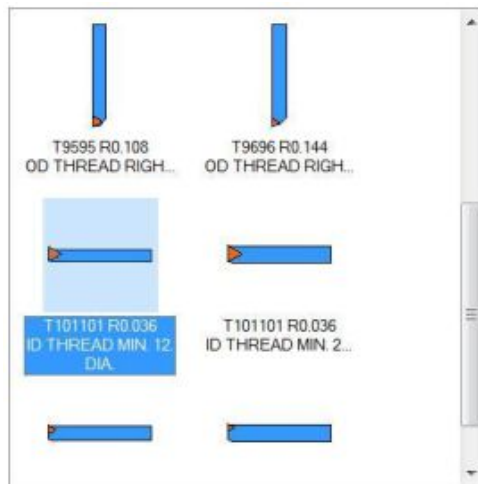 T9595 R0.108
OD THREAD RIGH...
T9696 R0.144
OD THREAD RIGH...
T101101 R0.036
ID THREAD MIN. 12.
DIA.
T101101 R0.036
ID THREAD MIN. 2...